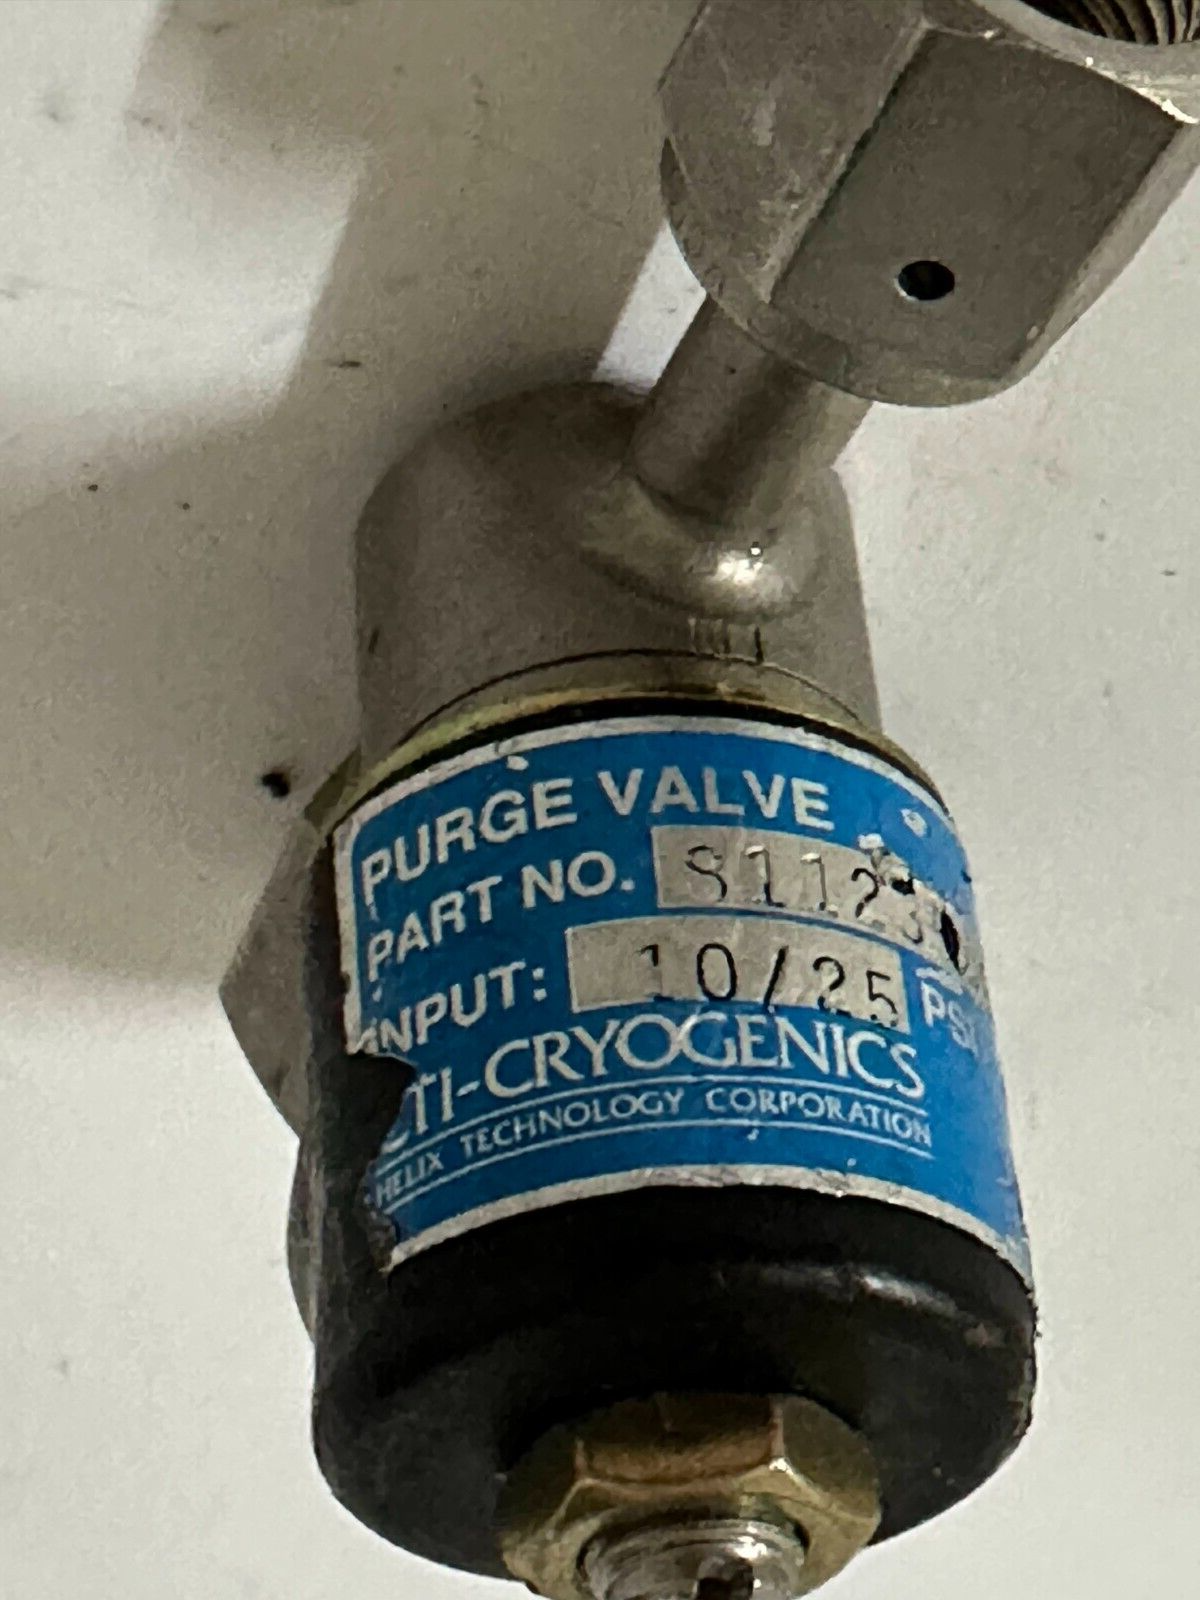 PURGE VALVE
PART NO.
INPUT: 10/25 PSI
CTI-CRYOGENICS
HELIX TECHNOLOGY CORPORATION